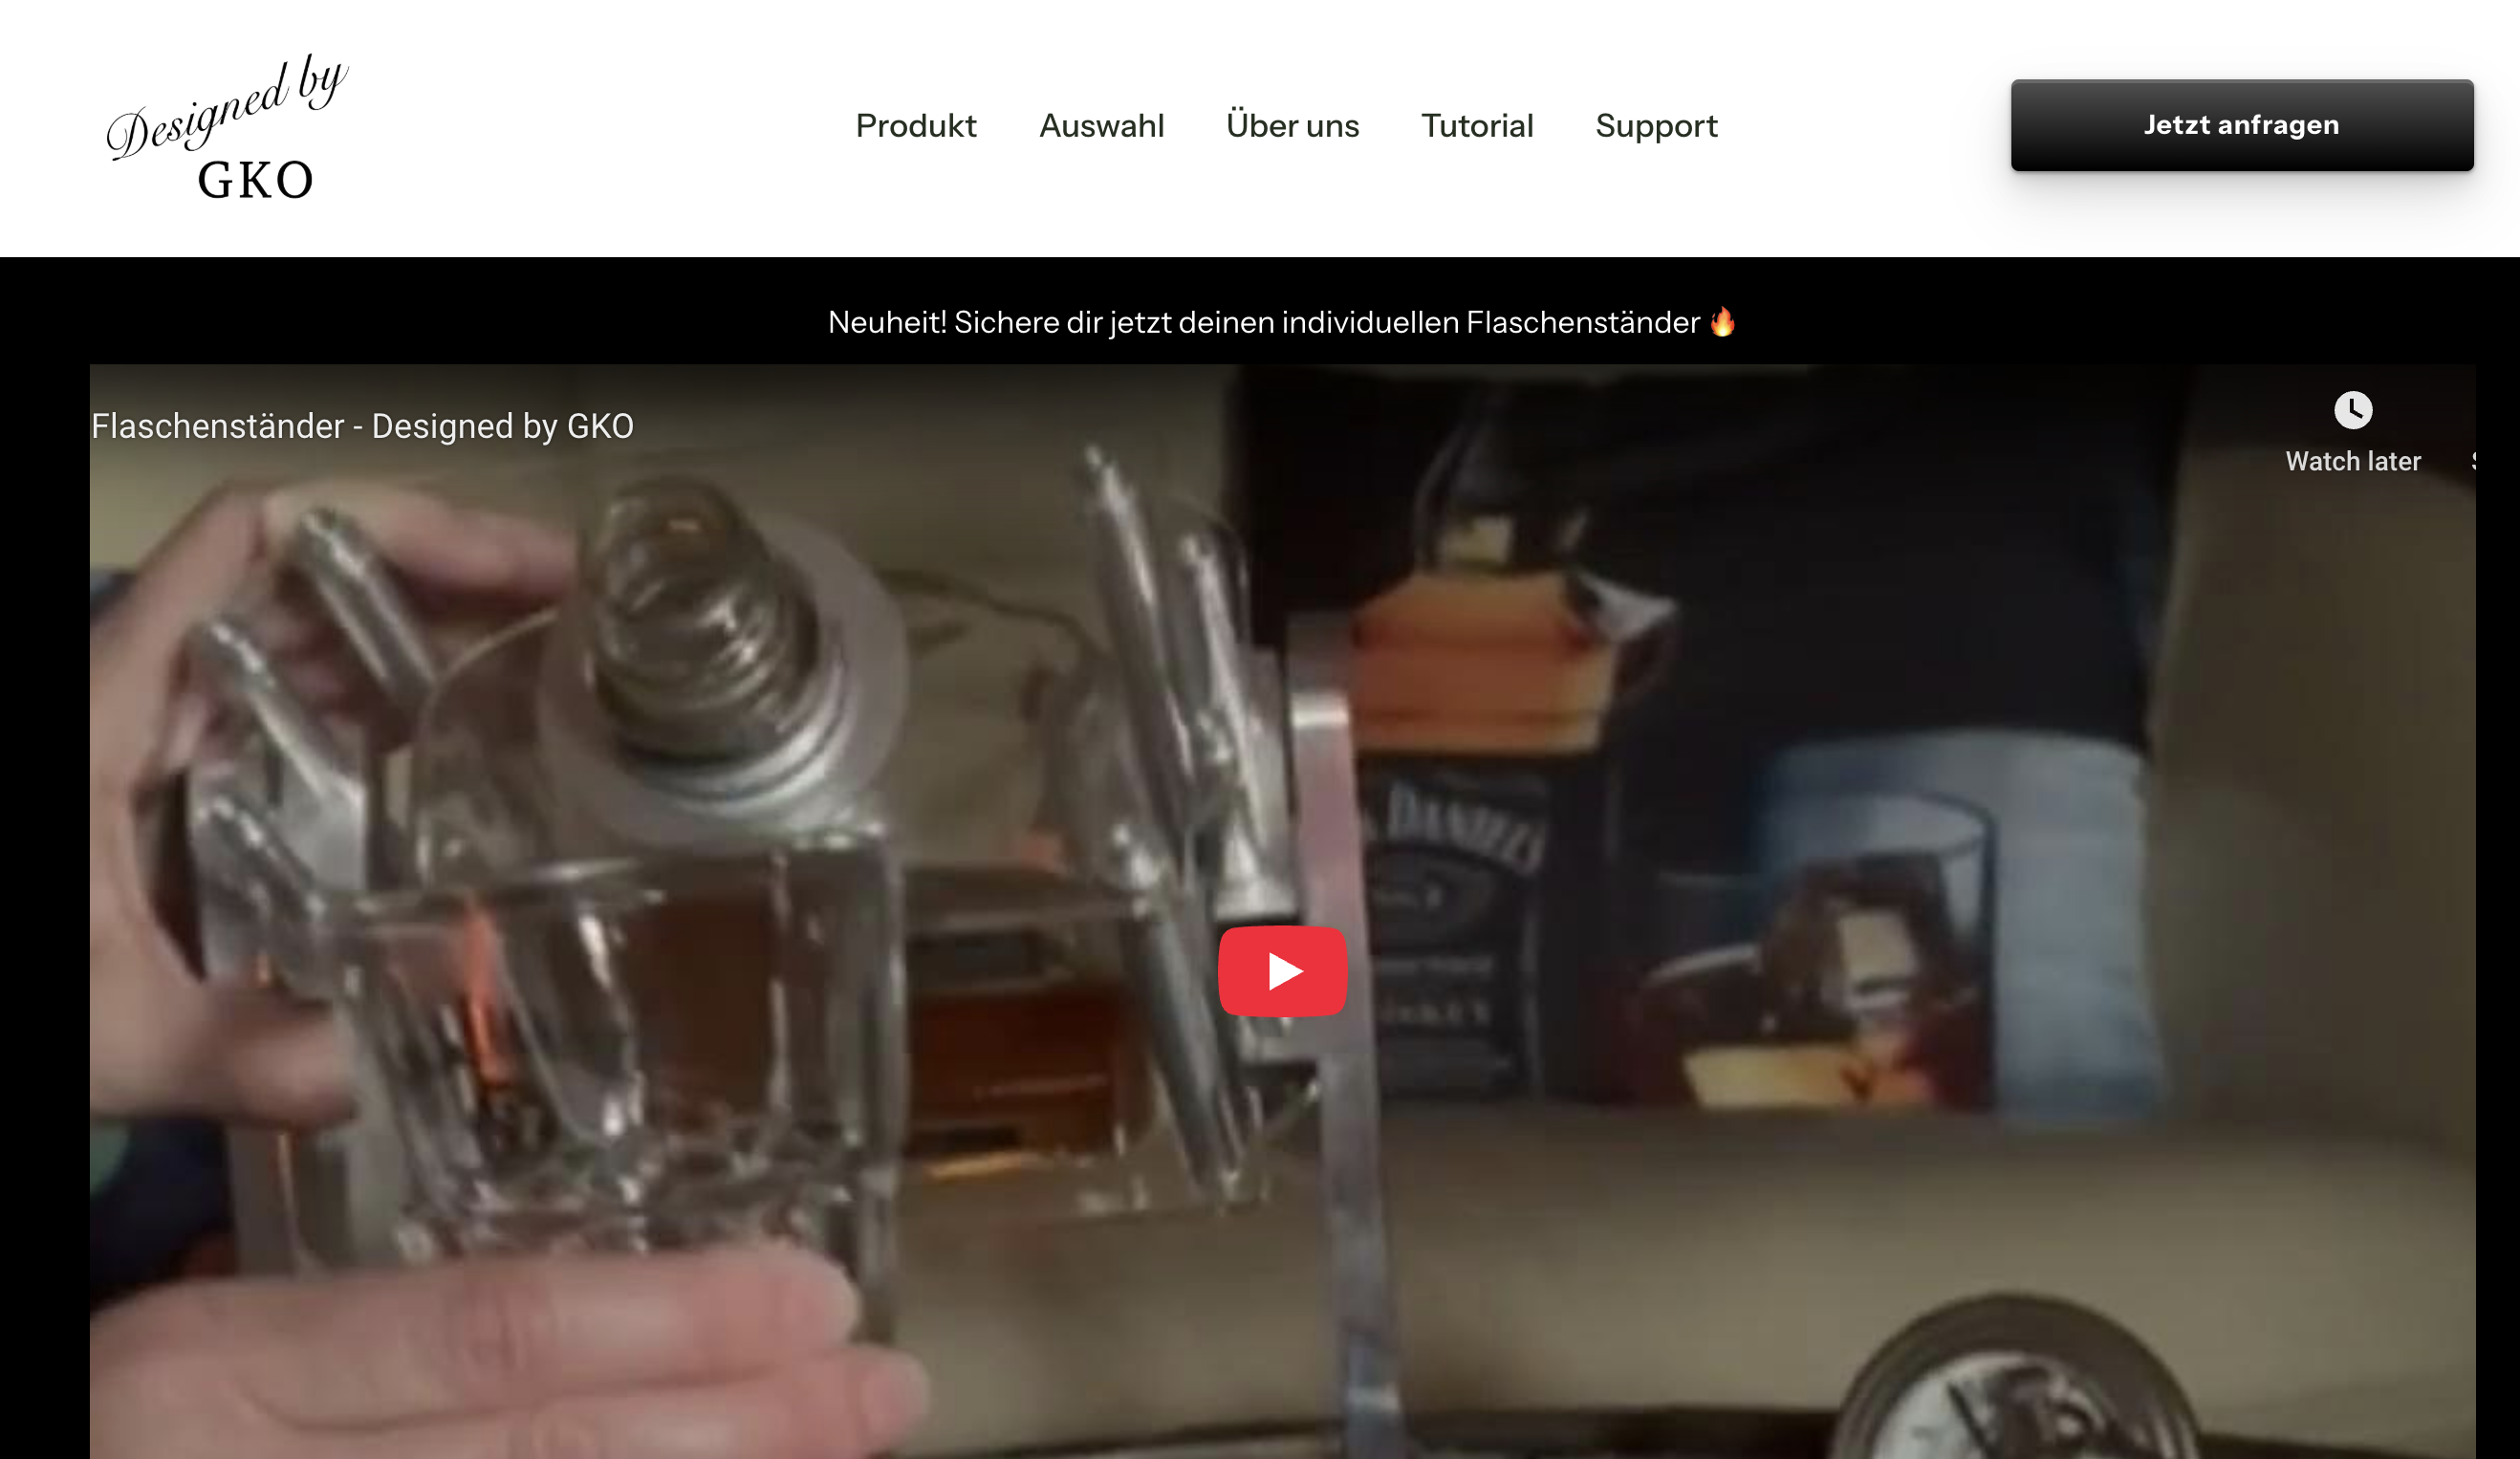 Designed by
GKO
Produkt
Auswahl
Über uns
Tutorial
Support
Jetzt anfragen
Neuheit! Sichere dir jetzt deinen individuellen Flaschenständer 🔥
Flaschenständer - Designed by GKO
Watch later
DANIEL'S